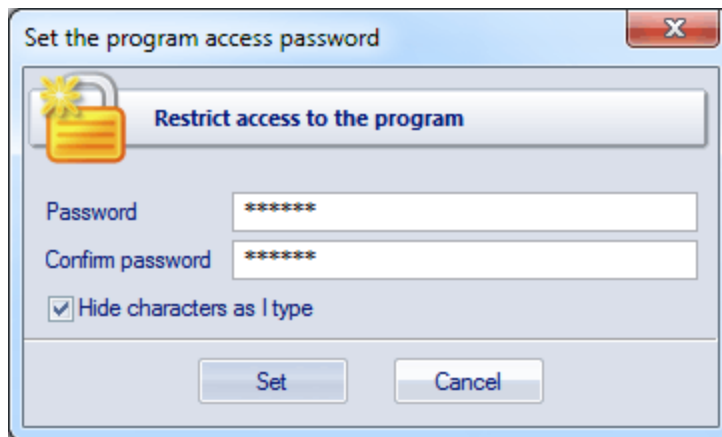 Set the program access password
Restrict access to the program
Password ******
Confirm password ******
Hide characters as I type
Set Cancel